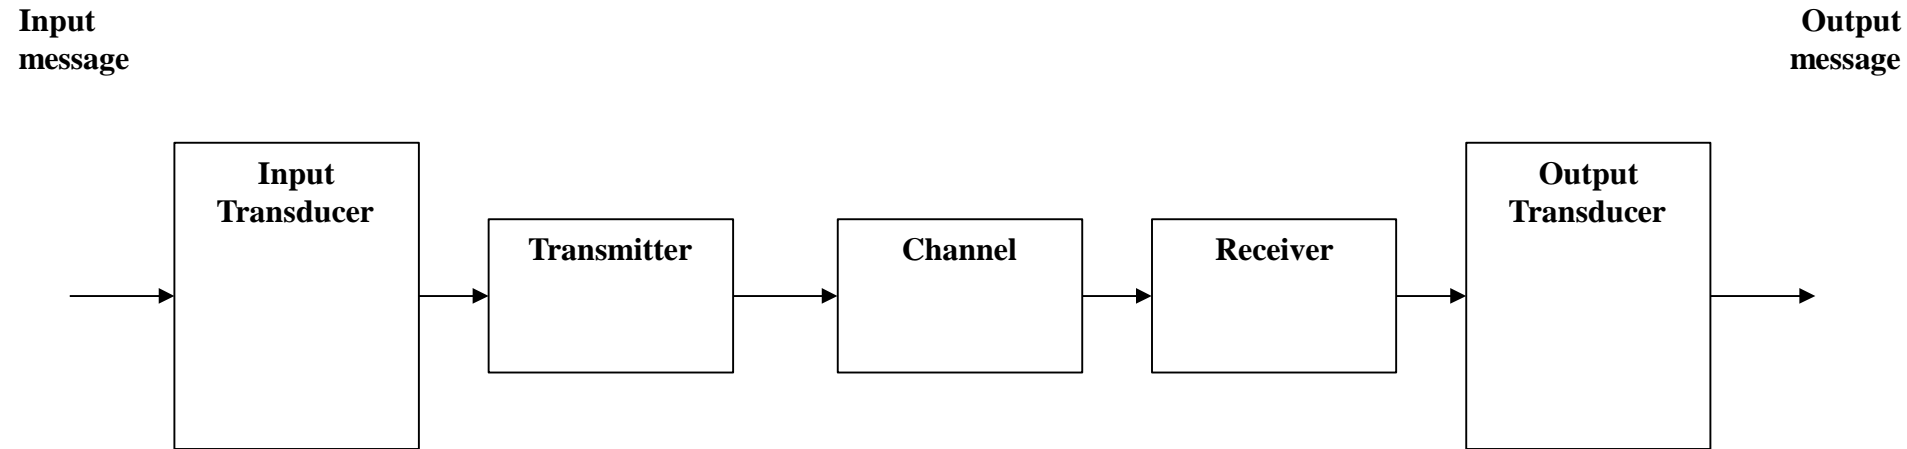 Input
message
Output
message
Input
Transducer
Transmitter
Channel
Receiver
Output
Transducer